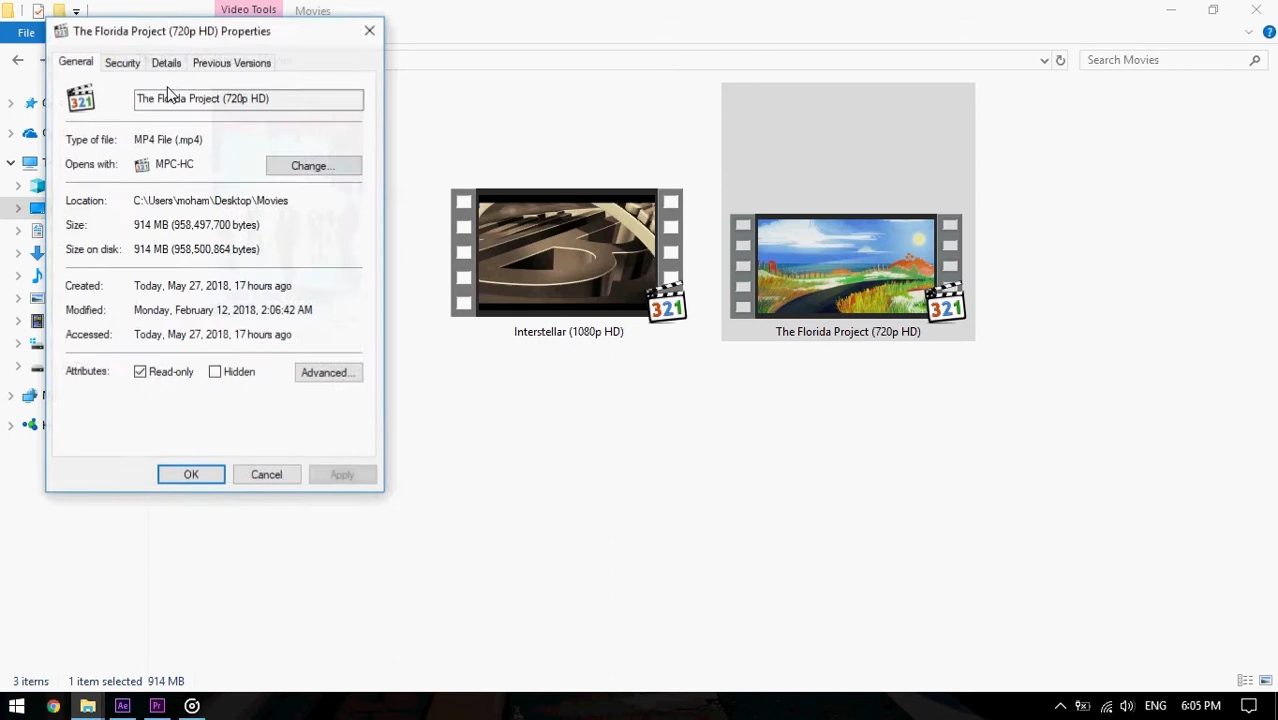 Video Tools
Movies
File
The Florida Project (720p HD) Properties
General
Security
Details
Previous Versions
Search Movies
321
The Florida Project (720p HD)
Type of file:
MP4 File (.mp4)
Opens with:
MPC-HC
Change...
Location:
C:\Users\moham\Desktop\Movies
Size:
914 MB (958,497,700 bytes)
Size on disk:
914 MB (958,500,864 bytes)
Created:
Today, May 27, 2018, 17 hours ago
Modified:
Monday, February 12, 2018, 2:06:42 AM
Accessed:
Today, May 27, 2018, 17 hours ago
Attributes:
Read-only
Hidden
Advanced...
OK
Cancel
Apply
321
Interstellar (1080p HD)
321
The Florida Project (720p HD)
3 items
1 item selected 914 MB
Ae
Pr
ENG
6:05 PM